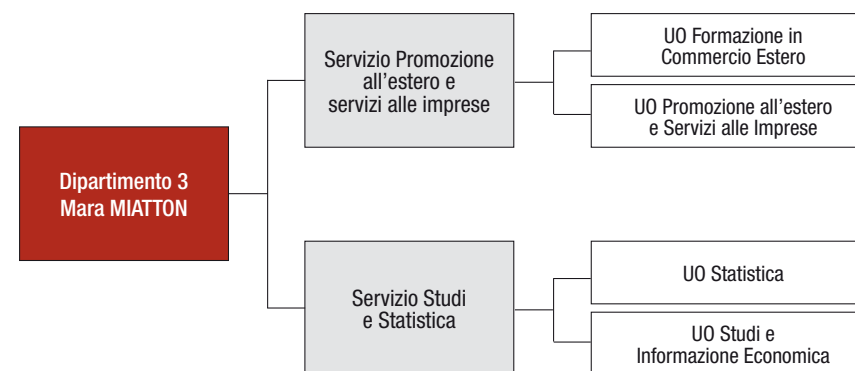 Dipartimento 3
Mara MIATTON
Servizio Promozione
all'estero e
servizi alle imprese
UO Formazione in
Commercio Estero
UO Promozione all'estero
e Servizi alle Imprese
Servizio Studi
e Statistica
UO Statistica
UO Studi e
Informazione Economica